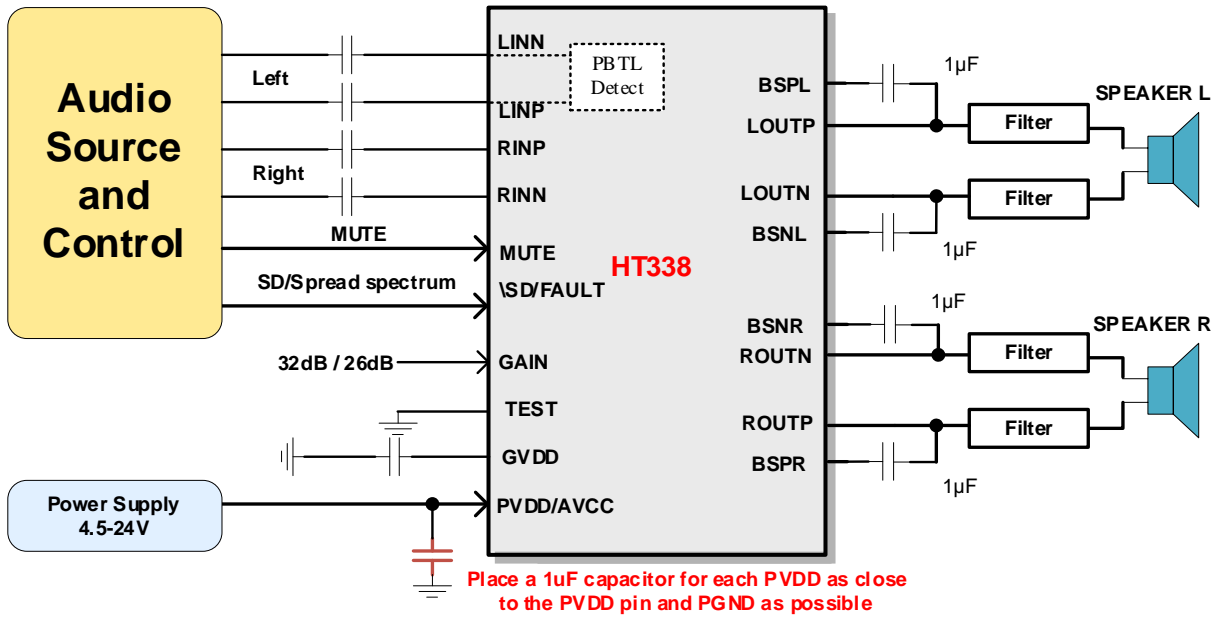 Audio
Source
and
Control
Left
Right
MUTE
SD/Spread spectrum
32dB / 26dB
Power Supply
4.5-24V
LINN
PBTL
Detect
LINP
RINP
RINN
MUTE
\SD/FAULT
GAIN
TEST
GVDD
PVDD/AVCC
HT338
BSPL
LOUTP
LOUTN
BSNL
BSNR
ROUTN
ROUTP
BSPR
1µF
Filter
SPEAKER L
Filter
1µF
1µF
Filter
SPEAKER R
Filter
1µF
Place a 1uF capacitor for each PVDD as close
to the PVDD pin and PGND as possible